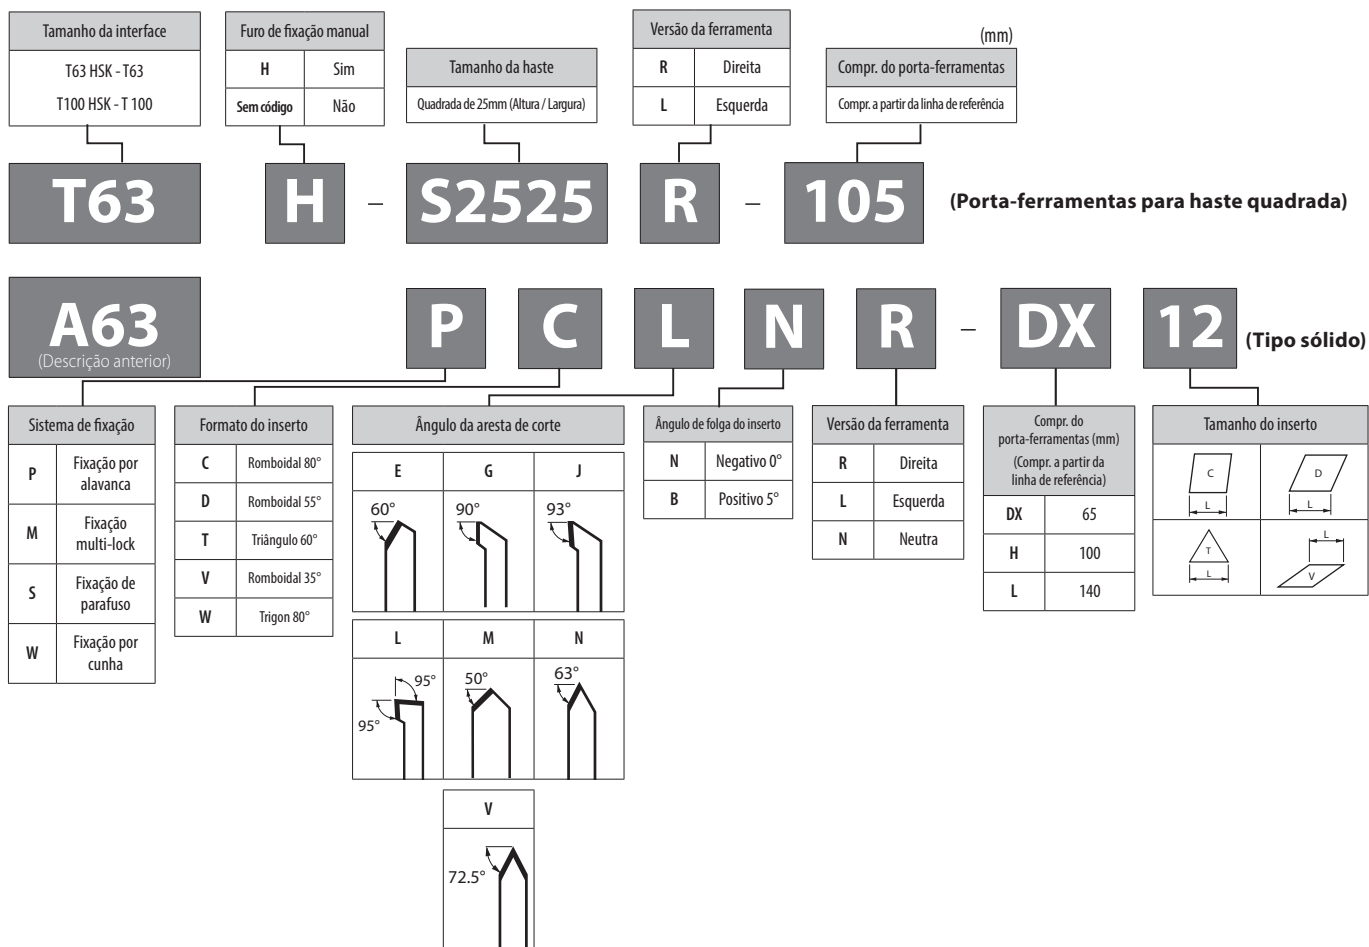 Tamanho da interface
T63 HSK - T63
T100 HSK - T 100
Furo de fixação manual
H Sim
Sem código Não
Tamanho da haste
Quadrada de 25mm (Altura / Largura)
Versão da ferramenta
R Direita
L Esquerda
(mm)
Compr. do porta-ferramentas
Compr. a partir da linha de referência
T63 H – S2525 R – 105 (Porta-ferramentas para haste quadrada)
A63 P C L N R – DX 12 (Tipo sólido)
(Descrição anterior)
Sistema de fixação
P Fixação por
alavanca
M Fixação
multi-lock
S Fixação de
parafuso
W Fixação por
cunha
Formato do inserto
C Romboidal 80°
D Romboidal 55°
T Triângulo 60°
V Romboidal 35°
W Trigon 80°
Ângulo da aresta de corte
E G J
60° 90° 93°
L M N
95° 50° 63°
95°
V
72.5°
Ângulo de folga do inserto
N Negativo 0°
B Positivo 5°
Versão da ferramenta
R Direita
L Esquerda
N Neutra
Compr. do
porta-ferramentas (mm)
(Compr. a partir da
linha de referência)
DX 65
H 100
L 140
Tamanho do inserto
C D
L L
T L
L V